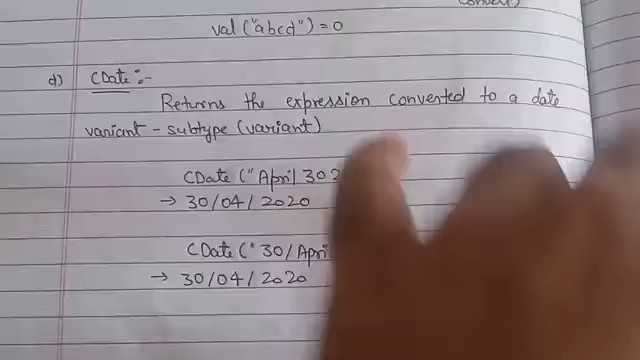 val ("abcd") = 0
d) CDate :-
Returns the expression converted to a date
variant - subtype (variant)
CDate ("April 30
→ 30/04/2020
CDate (" 30/April
→ 30/04/2020